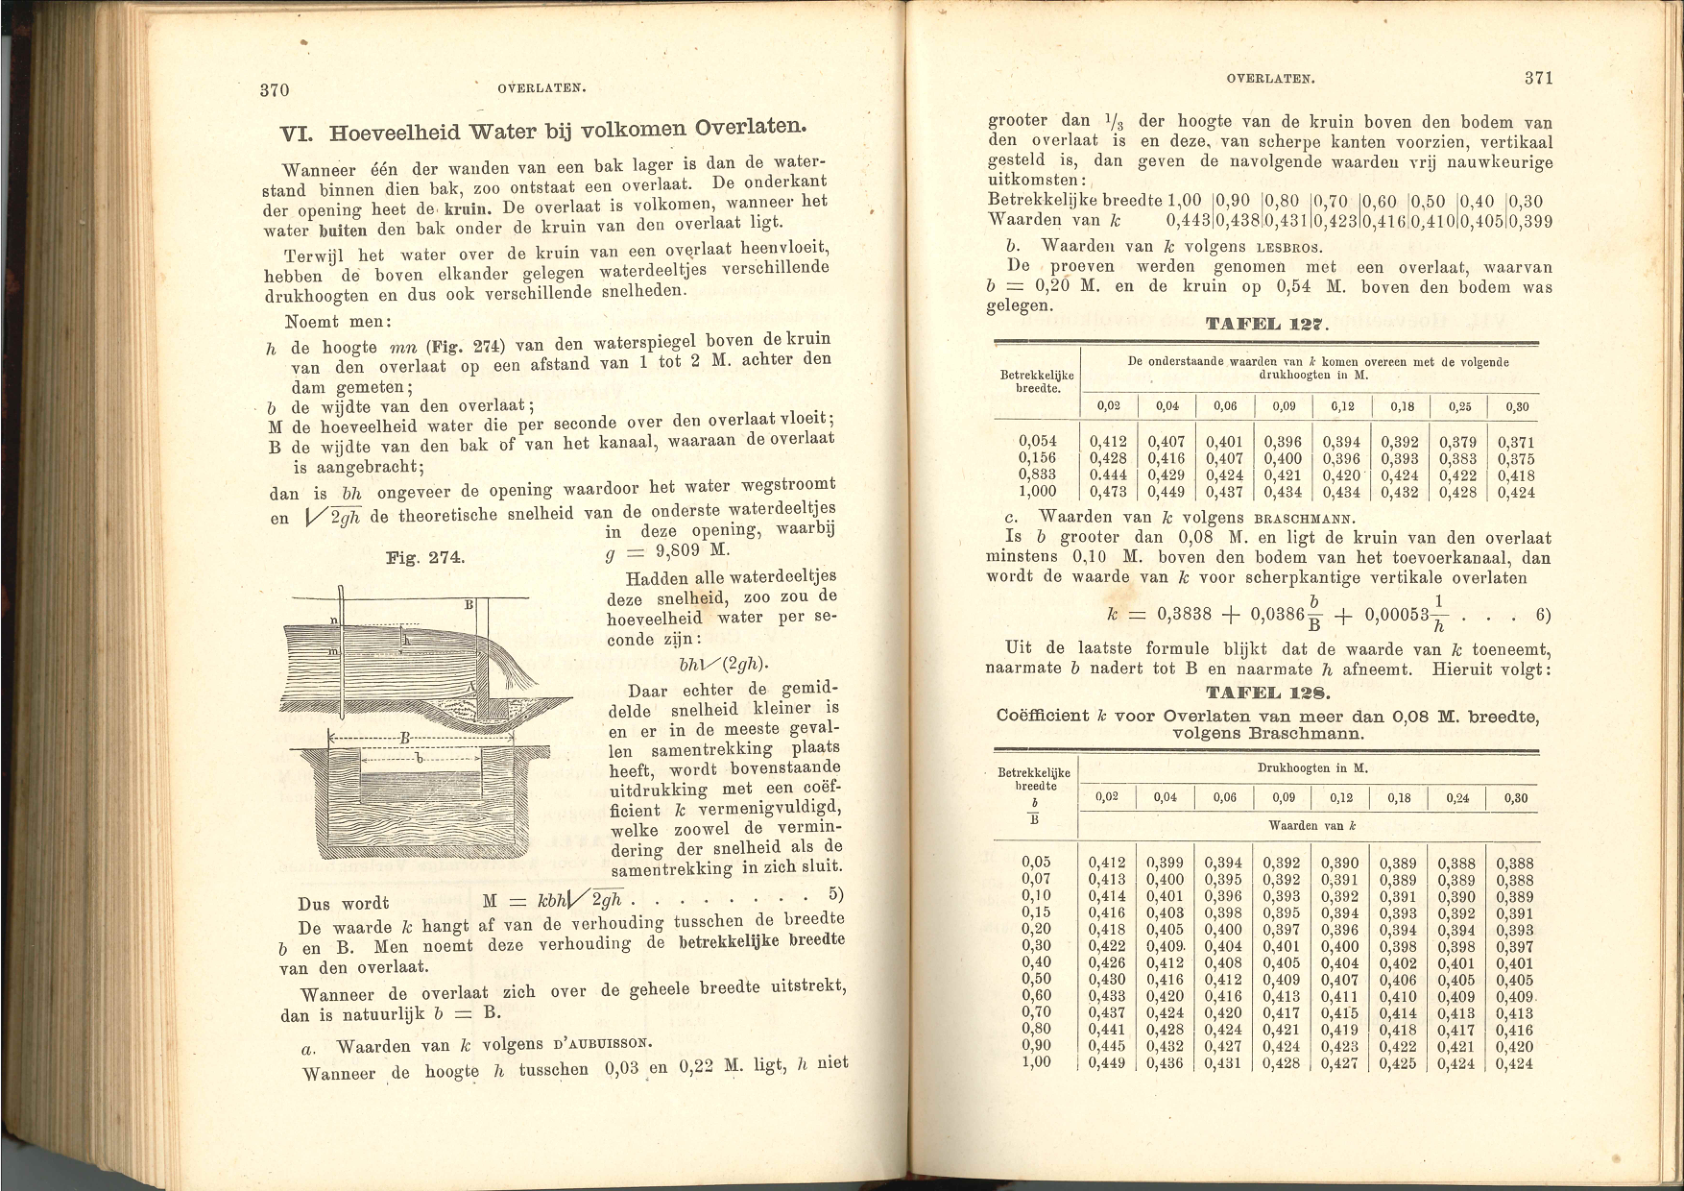 370
OVERLATEN.
VI. Hoeveelheid Water bij volkomen Overlaten.
Wanneer één der wanden van een bak lager is dan de water-
stand binnen dien bak, zoo ontstaat een overlaat. De onderkant
der opening heet de kruin. De overlaat is volkomen, wanneer het
water buiten den bak onder de kruin van den overlaat ligt.
Terwijl het water over de kruin van een overlaat heenvloeit,
hebben de boven elkander gelegen waterdeeltjes verschillende
drukhoogten en dus ook verschillende snelheden.
Noemt men:
h de hoogte mn (Fig. 274) van den waterspiegel boven de kruin
van den overlaat op een afstand van 1 tot 2 M. achter den
dam gemeten;
b de wijdte van den overlaat;
M de hoeveelheid water die per seconde over den overlaat vloeit;
B de wijdte van den bak of van het kanaal, waaraan de overlaat
is aangebracht;
dan is bh ongeveer de opening waardoor het water wegstroomt
en √2gh de theoretische snelheid van de onderste waterdeeltjes
in deze opening, waarbij
g = 9,809 M.
Fig. 274.
B
n
h
m
A
B
b
Hadden alle waterdeeltjes
deze snelheid, zoo zou de
hoeveelheid water per se-
conde zijn:
bh√(2gh).
Daar echter de gemid-
delde snelheid kleiner is
en er in de meeste geval-
len samentrekking plaats
heeft, wordt bovenstaande
uitdrukking met een coëf-
ficient k vermenigvuldigd,
welke zoowel de vermin-
dering der snelheid als de
samentrekking in zich sluit.
Dus wordt M = kbh√2gh . . . . . . . . 5)
De waarde k hangt af van de verhouding tusschen de breedte
b en B. Men noemt deze verhouding de betrekkelijke breedte
van den overlaat.
Wanneer de overlaat zich over de geheele breedte uitstrekt,
dan is natuurlijk b = B.
a. Waarden van k volgens D'AUBUISSON.
Wanneer de hoogte h tusschen 0,03 en 0,22 M. ligt, h niet
OVERLATEN.
371
grooter dan 1/3 der hoogte van de kruin boven den bodem van
den overlaat is en deze, van scherpe kanten voorzien, vertikaal
gesteld is, dan geven de navolgende waarden vrij nauwkeurige
uitkomsten:
Betrekkelijke breedte 1,00 |0,90 |0,80 |0,70 |0,60 |0,50 |0,40 |0,30
Waarden van k 0,443|0,438|0,431|0,423|0,416|0,410|0,405|0,399
b. Waarden van k volgens LESBROS.
De proeven werden genomen met een overlaat, waarvan
b = 0,20 M. en de kruin op 0,54 M. boven den bodem was
gelegen.
TAFEL 127.
Betrekkelijke
breedte.
De onderstaande waarden van k komen overeen met de volgende
drukhoogten in M.
0,02 | 0,04 | 0,06 | 0,09 | 0,12 | 0,18 | 0,25 | 0,30
0,054 0,412 0,407 0,401 0,396 0,394 0,392 0,379 0,371
0,156 0,428 0,416 0,407 0,400 0,396 0,393 0,383 0,375
0,833 0.444 0,429 0,424 0,421 0,420 0,424 0,422 0,418
1,000 0,473 0,449 0,437 0,434 0,434 0,432 0,428 0,424
c. Waarden van k volgens BRASCHMANN.
Is b grooter dan 0,08 M. en ligt de kruin van den overlaat
minstens 0,10 M. boven den bodem van het toevoerkanaal, dan
wordt de waarde van k voor scherpkantige vertikale overlaten
k = 0,3838 + 0,0386 b/B + 0,00053 1/h . . . 6)
Uit de laatste formule blijkt dat de waarde van k toeneemt,
naarmate b nadert tot B en naarmate h afneemt. Hieruit volgt:
TAFEL 128.
Coëfficient k voor Overlaten van meer dan 0,08 M. breedte,
volgens Braschmann.
Betrekkelijke
breedte
b
B
Drukhoogten in M.
0,02 | 0,04 | 0,06 | 0,09 | 0,12 | 0,18 | 0,24 | 0,30
Waarden van k
0,05 0,412 0,399 0,394 0,392 0,390 0,389 0,388 0,388
0,07 0,413 0,400 0,395 0,392 0,391 0,389 0,389 0,388
0,10 0,414 0,401 0,396 0,393 0,392 0,391 0,390 0,389
0,15 0,416 0,403 0,398 0,395 0,394 0,393 0,392 0,391
0,20 0,418 0,405 0,400 0,397 0,396 0,394 0,394 0,393
0,30 0,422 0,409 0,404 0,401 0,400 0,398 0,398 0,397
0,40 0,426 0,412 0,408 0,405 0,404 0,402 0,401 0,401
0,50 0,430 0,416 0,412 0,409 0,407 0,406 0,405 0,405
0,60 0,433 0,420 0,416 0,413 0,411 0,410 0,409 0,409
0,70 0,437 0,424 0,420 0,417 0,415 0,414 0,413 0,413
0,80 0,441 0,428 0,424 0,421 0,419 0,418 0,417 0,416
0,90 0,445 0,432 0,427 0,424 0,423 0,422 0,421 0,420
1,00 0,449 0,436 0,431 0,428 0,427 0,425 0,424 0,424